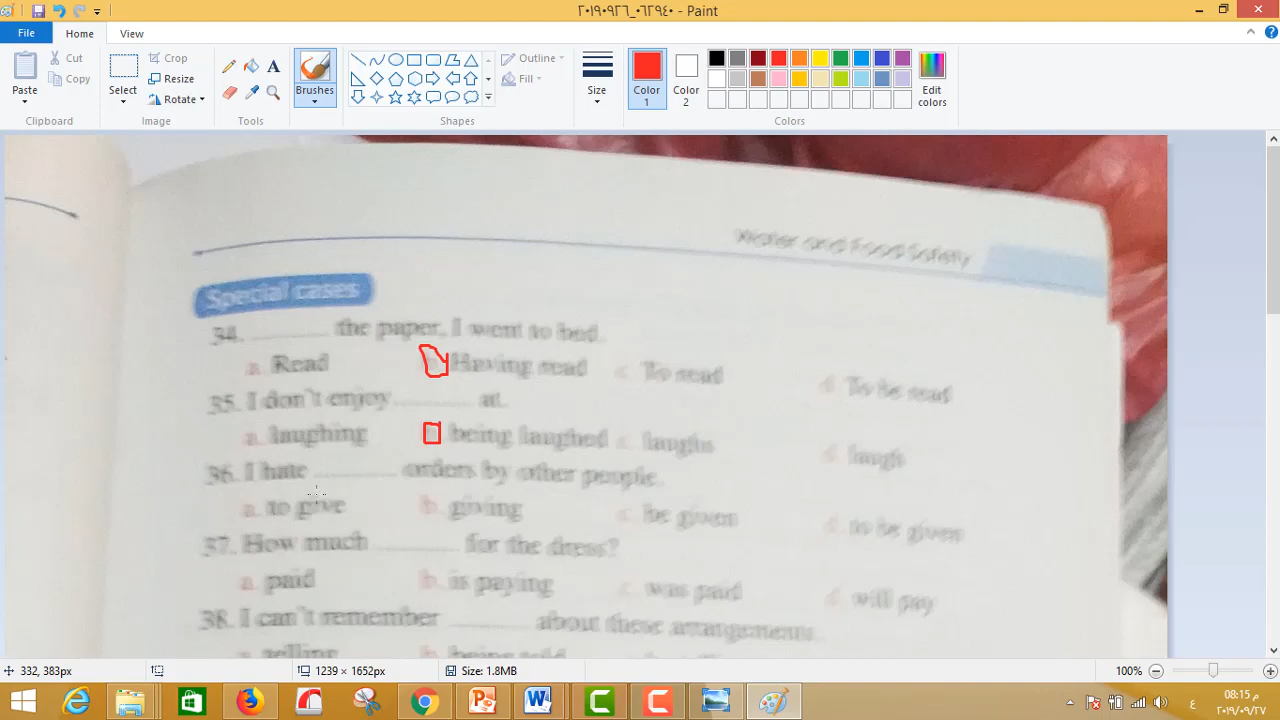 ٢٠١٩٠٩٢٦_٠٦٢٩٤٠ - Paint
File Home View
Paste Cut Copy Select Crop Resize Rotate Brushes Outline Fill Size Color 1 Color 2 Edit colors
Clipboard Image Tools Shapes Colors
Water and Food Safety
Special cases
34. .......... the paper, I went to bed.
a. Read Having read c. To read d. To be read
35. I don't enjoy .......... at.
a. laughing being laughed c. laughs d. laugh
36. I hate .......... orders by other people.
a. to give b. giving c. be given d. to be given
37. How much .......... for the dress?
a. paid b. is paying c. was paid d. will pay
38. I can't remember .......... about these arrangements.
332, 383px 1239 × 1652px Size: 1.8MB 100%
ع 08:15 م
٢٠١٩/٠٩/٢٧